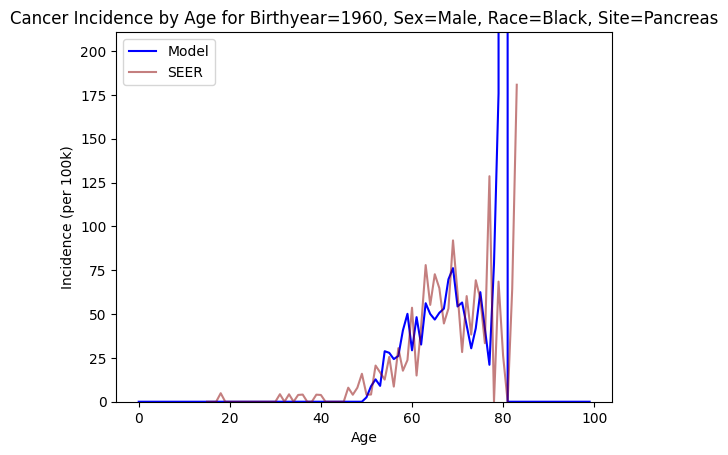 Cancer Incidence by Age for Birthyear=1960, Sex=Male, Race=Black, Site=Pancreas
Model
SEER
Incidence (per 100k)
200
175
150
125
100
75
50
25
0
0 20 40 60 80 100
Age